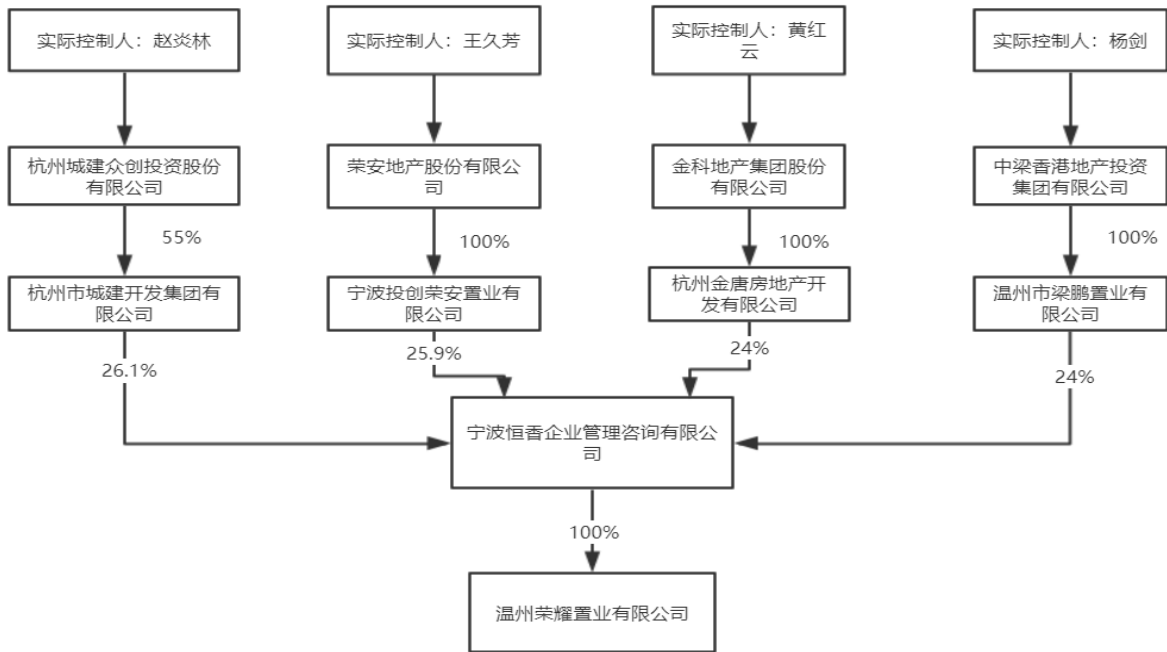 实际控制人：赵炎林
实际控制人：王久芳
实际控制人：黄红
云
实际控制人：杨剑
杭州城建众创投资股份
有限公司
荣安地产股份有限公
司
金科地产集团股份
有限公司
中梁香港地产投资
集团有限公司
55%
100%
100%
100%
杭州市城建开发集团有
限公司
宁波投创荣安置业有
限公司
杭州金唐房地产开
发有限公司
温州市梁鹏置业有
限公司
26.1%
25.9%
24%
24%
宁波恒香企业管理咨询有限公
司
100%
温州荣耀置业有限公司